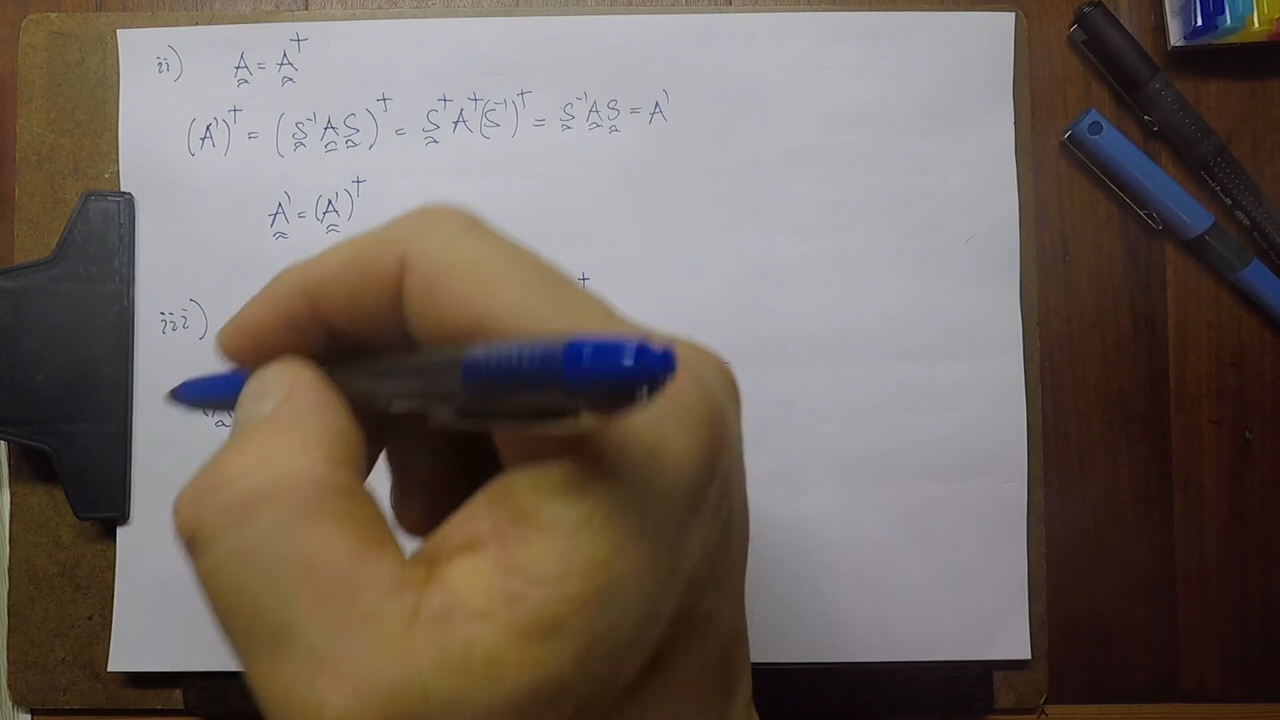 ii) A = A†
(A')† = (S⁻¹AS)† = S†A†(S⁻¹)† = S⁻¹AS = A'
A' = (A')†
iii) †